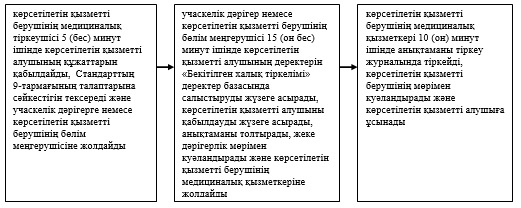 көрсетілетін қызметті
берушінің медициналық
тіркеушісі 5 (бес) минут
ішінде көрсетілетін қызметті
алушының құжаттарын
қабылдайды, Стандарттың
9-тармағының талаптарына
сәйкестігін тексереді және
учаскелік дәрігерге немесе
көрсетілетін қызметті
берушінің бөлім
меңгерушісіне жолдайды
учаскелік дәрігер немесе
көрсетілетін қызметті берушінің
бөлім меңгерушісі 15 (он бес)
минут ішінде көрсетілетін
қызметті алушының деректерін
«Бекітілген халық тіркелімі»
деректер базасында
салыстыруды жүзеге асырады,
көрсетілетін қызметті алушыны
қабылдауды жүзеге асырады,
анықтаманы толтырады, жеке
дәрігерлік мөрімен
куәландырады және көрсетілетін
қызметті берушінің
медициналық қызметкеріне
жолдайды
көрсетілетін қызметті
берушінің медициналық
қызметкері 10 (он) минут
ішінде анықтаманы тіркеу
журналында тіркейді,
көрсетілетін қызметті
берушінің мөрімен
куәландырады және
көрсетілетін қызметті алушыға
ұсынады